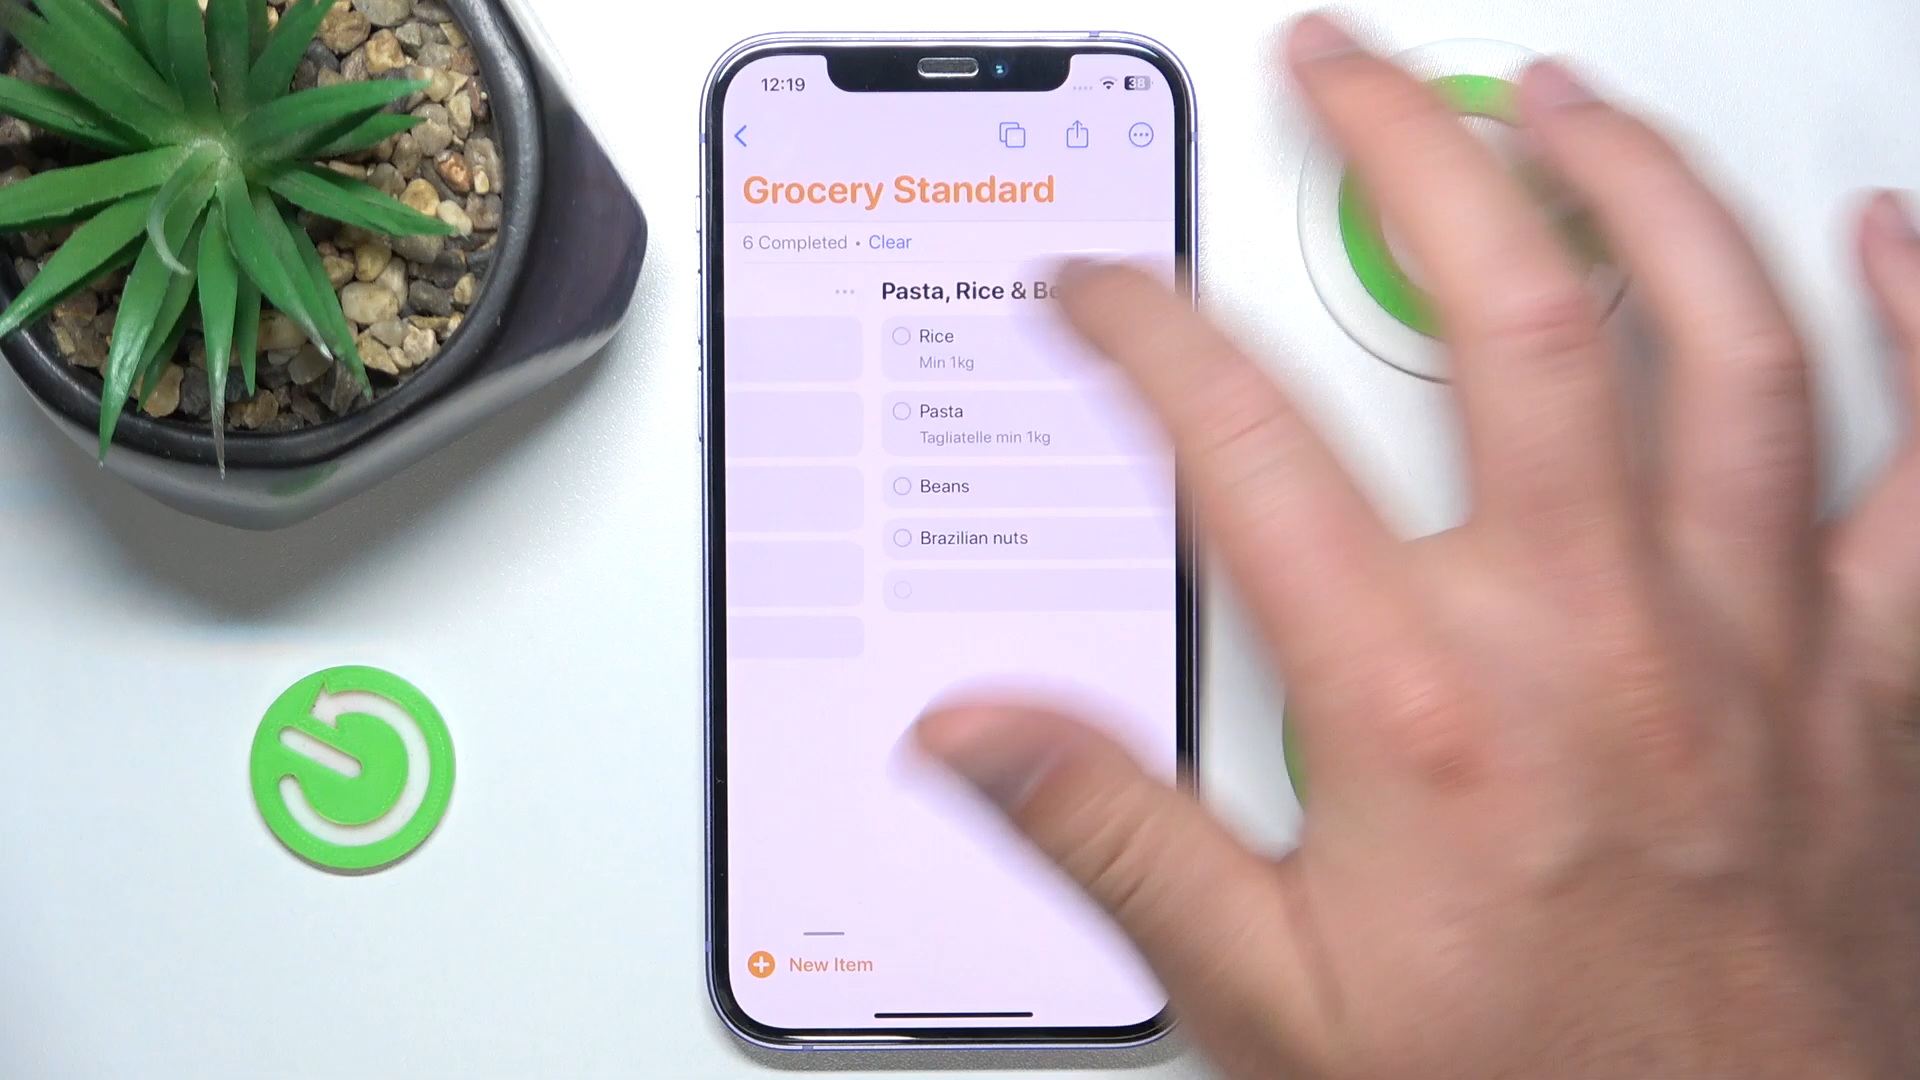 12:19
38
Grocery Standard
6 Completed • Clear
Pasta, Rice &
Rice
Min 1kg
Pasta
Tagliatelle min 1kg
Beans
Brazilian nuts
New Item